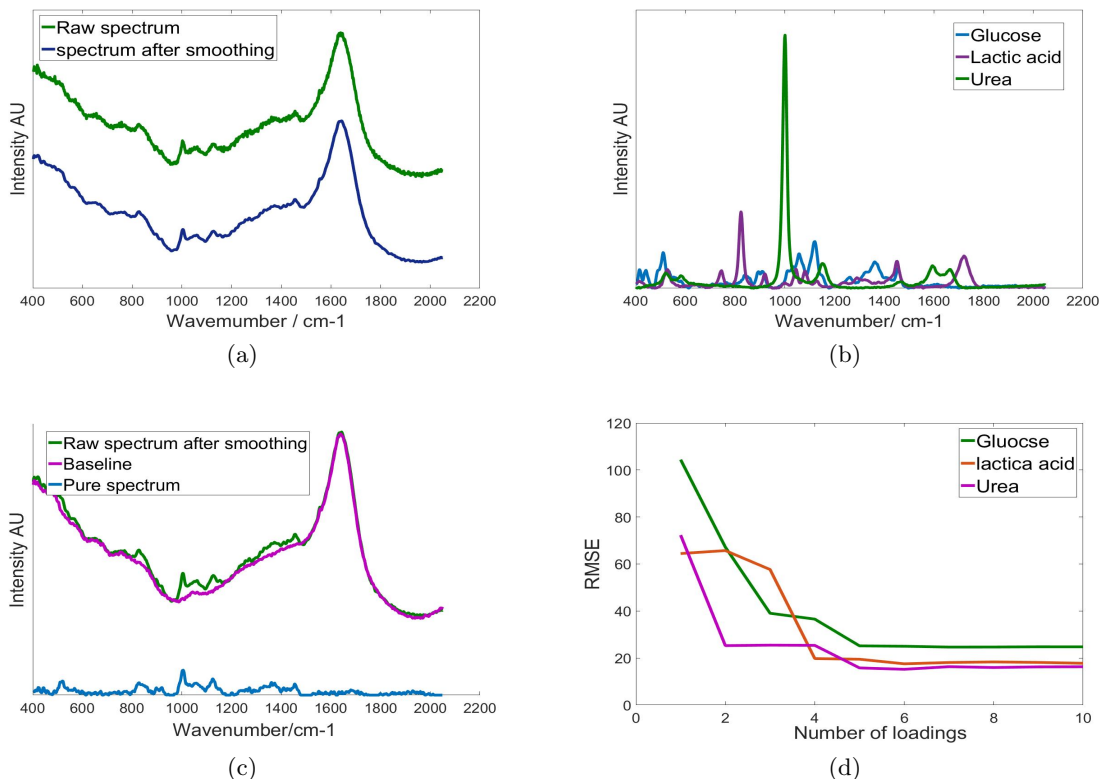 Raw spectrum
spectrum after smoothing
Intensity AU
400 600 800 1000 1200 1400 1600 1800 2000 2200
Wavemumber / cm-1
(a)
Glucose
Lactic acid
Urea
Intensity AU
400 600 800 1000 1200 1400 1600 1800 2000 2200
Wavenumber/ cm-1
(b)
Raw spectrum after smoothing
Baseline
Pure spectrum
Intensity AU
400 600 800 1000 1200 1400 1600 1800 2000 2200
Wavenumber/cm-1
(c)
120
100
80
60
40
20
0
RMSE
Gluocse
lactica acid
Urea
0 2 4 6 8 10
Number of loadings
(d)